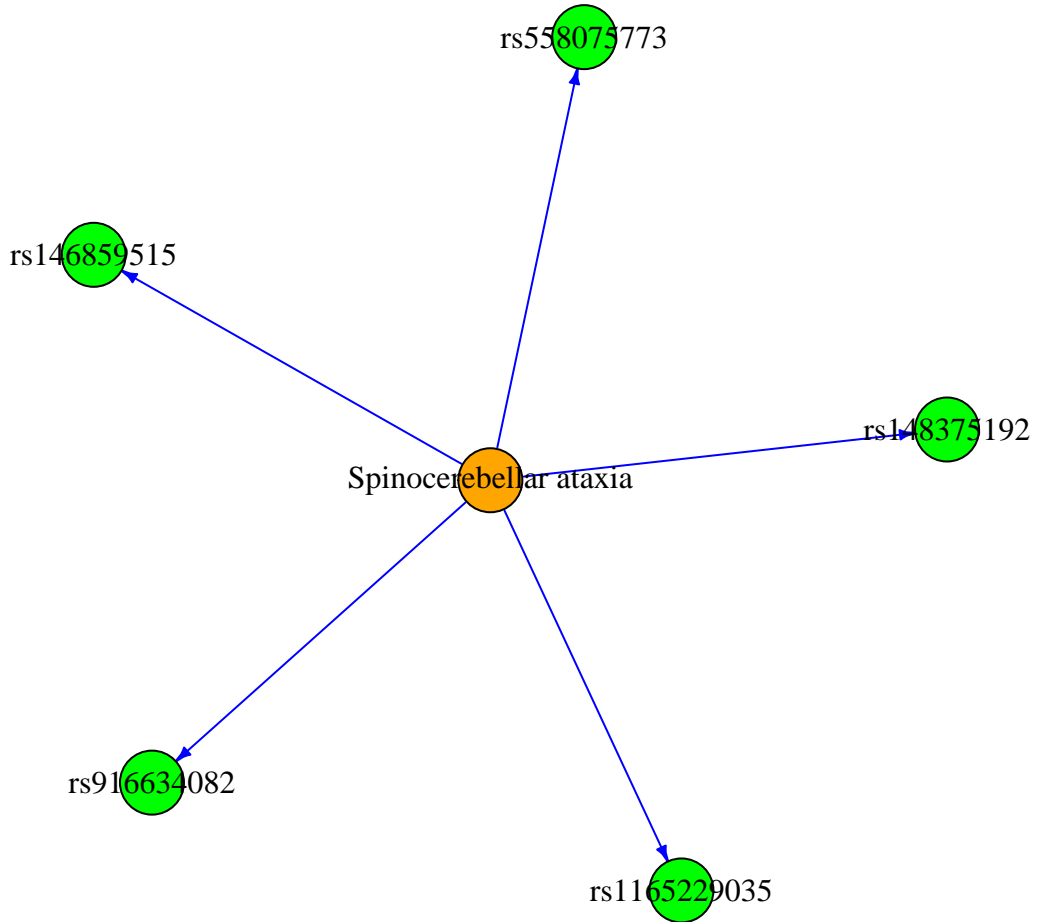 rs558075773
rs146859515
rs148375192
Spinocerebellar ataxia
rs916634082
rs1165229035